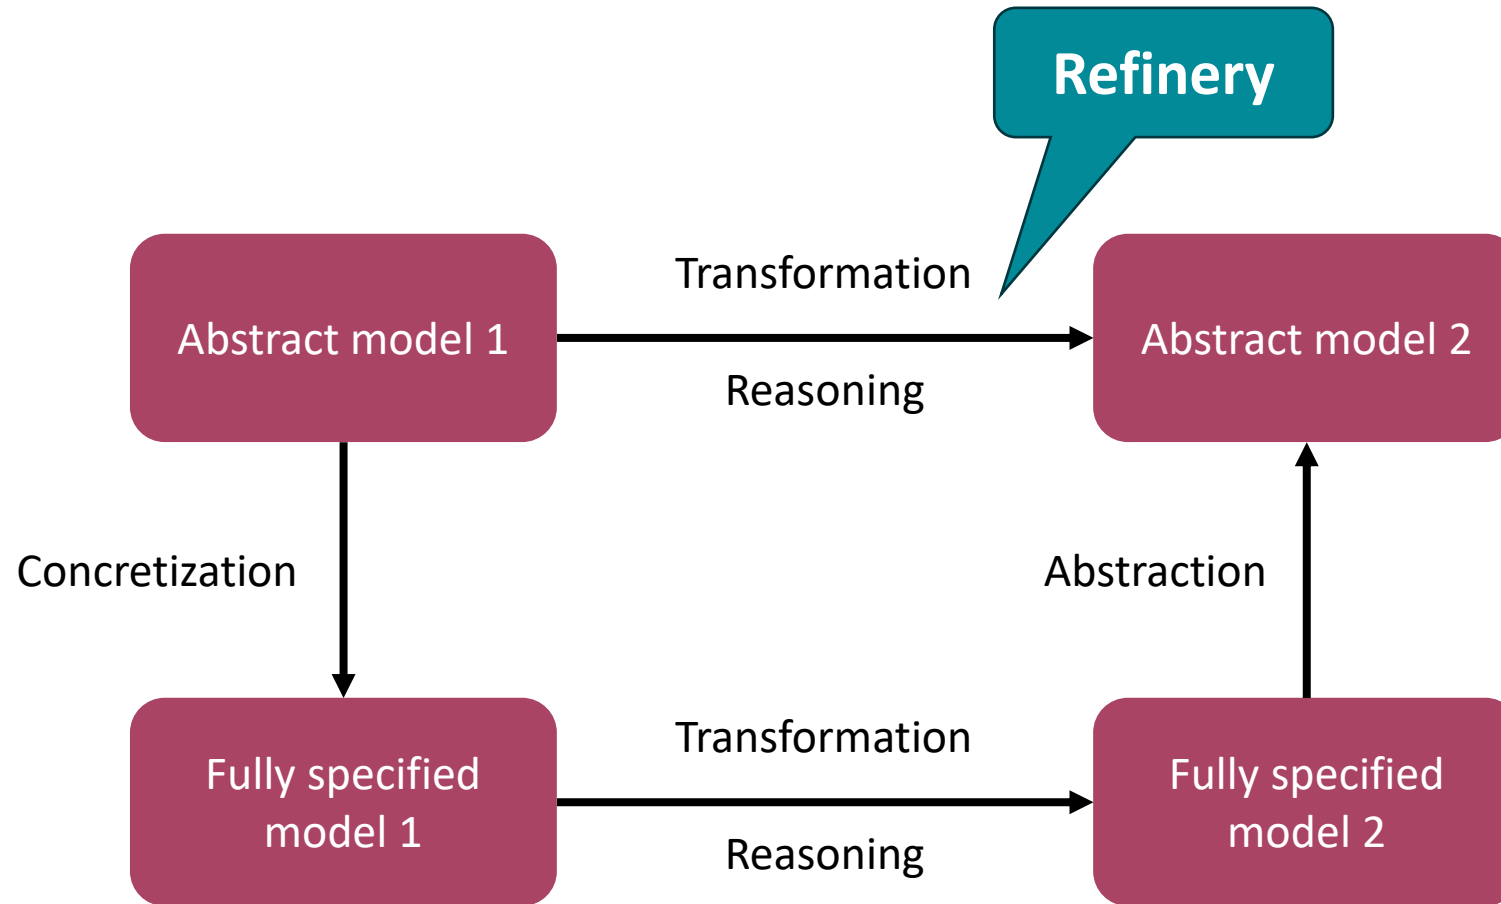 Refinery
Transformation
Abstract model 1
Abstract model 2
Reasoning
Concretization
Abstraction
Transformation
Fully specified
model 1
Fully specified
model 2
Reasoning